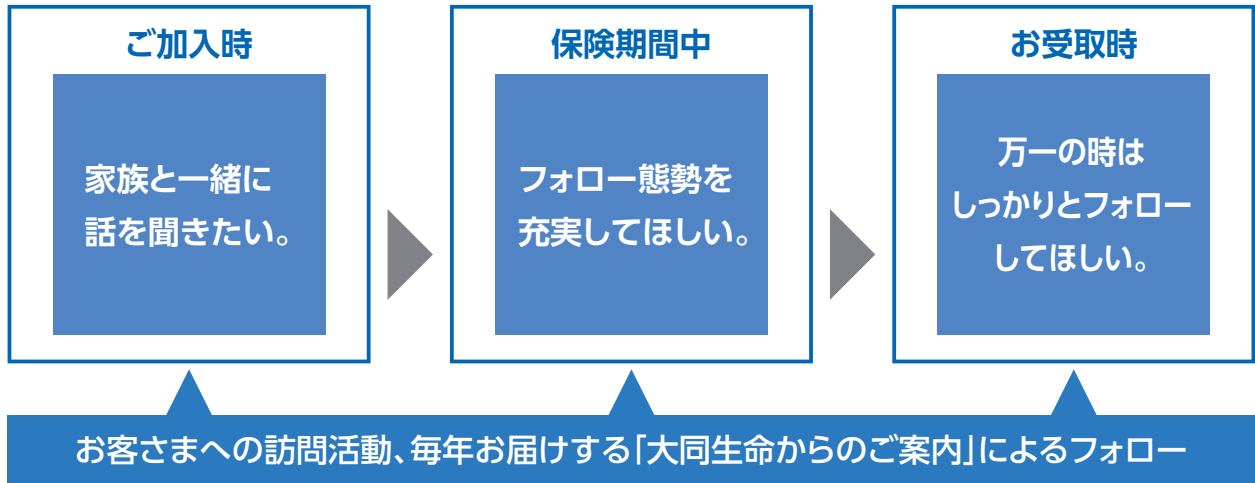 ご加入時
家族と一緒に
話を聞きたい。
保険期間中
フォロー態勢を
充実してほしい。
お受取時
万一の時は
しっかりとフォロー
してほしい。
お客さまへの訪問活動、毎年お届けする「大同生命からのご案内」によるフォロー